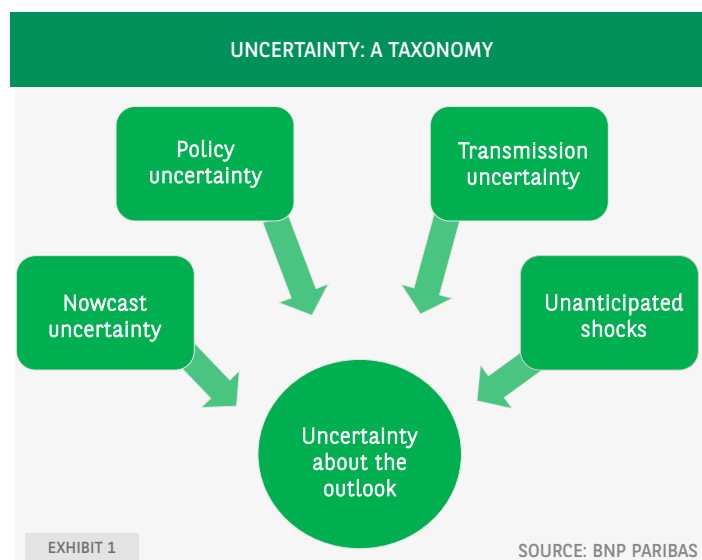 UNCERTAINTY: A TAXONOMY
Policy
uncertainty
Transmission
uncertainty
Nowcast
uncertainty
Unanticipated
shocks
Uncertainty
about the
outlook
EXHIBIT 1
SOURCE: BNP PARIBAS